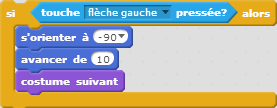 si touche flèche gauche pressée? alors
s'orienter à -90
avancer de 10
costume suivant